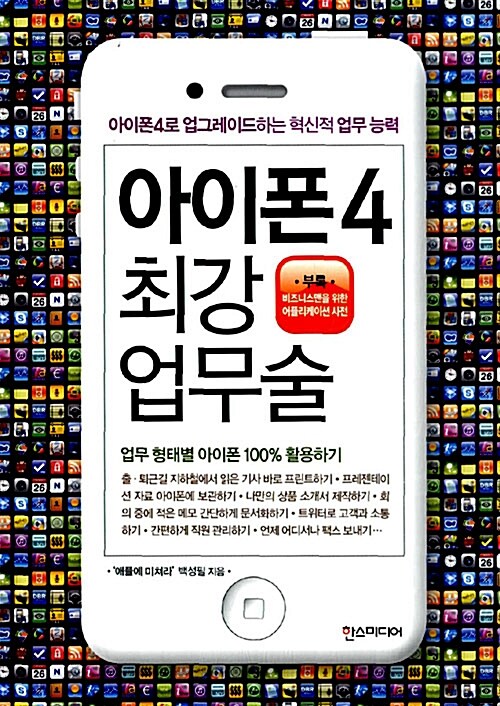 아이폰4로 업그레이드하는 혁신적 업무 능력
아이폰 4
최강
업무술
• 부록 •
비즈니스맨을 위한
어플리케이션 사전
업무 형태별 아이폰 100% 활용하기
출 · 퇴근길 지하철에서 읽은 기사 바로 프린트하기 • 프레젠테이
션 자료 아이폰에 보관하기 • 나만의 상품 소개서 제작하기 • 회
의 중에 적은 메모 간단하게 문서화하기 • 트위터로 고객과 소통
하기 • 간편하게 직원 관리하기 • 언제 어디서나 팩스 보내기…
• '애플에 미쳐라' 백성필 지음 •
한스미디어